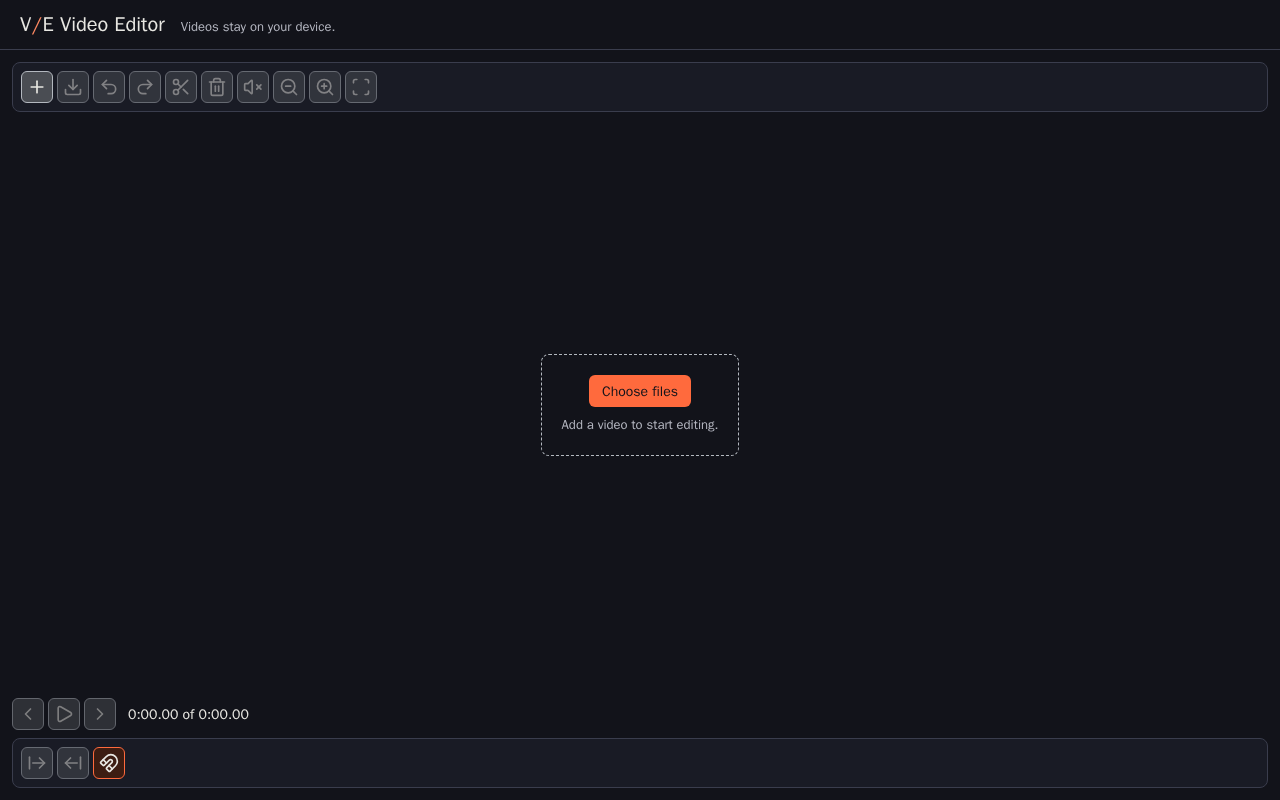 V/E Video Editor
Videos stay on your device.
Choose files
Add a video to start editing.
0:00.00 of 0:00.00